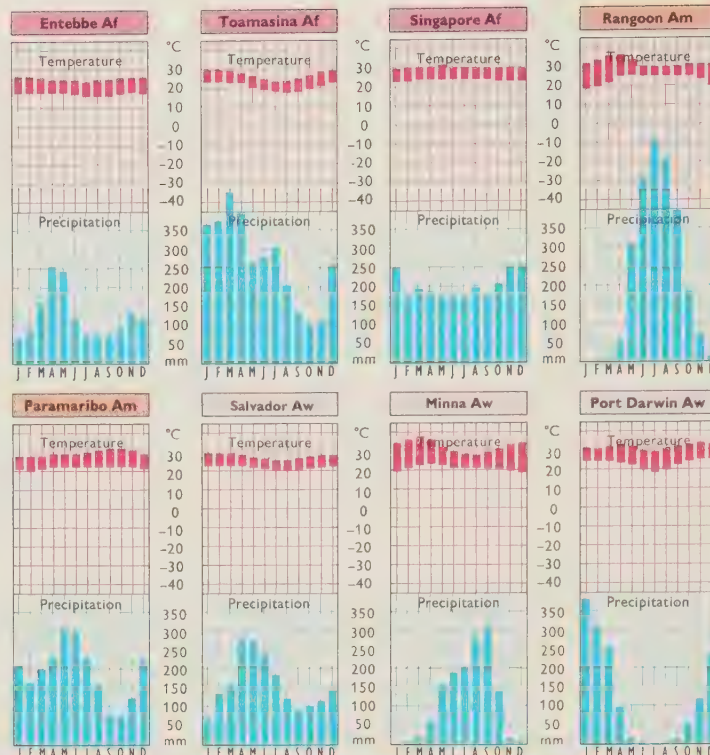 Entebbe Af Toamasina Af Singapore Af Rangoon Am
Temperature °C Temperature °C Temperature °C Temperature
30 30 30
20 20 20
10 10 10
0 0 0
-10 -10 -10
-20 -20 -20
-30 -30 -30
-40 -40 -40
Precipitation Precipitation Precipitation Precipitation
350 350 350
300 300 300
250 250 250
200 200 200
150 150 150
100 100 100
50 50 50
mm mm mm
J F M A M J J A S O N D J F M A M J J A S O N D J F M A M J J A S O N D J F M A M J J A S O N D
Paramaribo Am Salvador Aw Minna Aw Port Darwin Aw
Temperature °C Temperature °C Temperature °C Temperature
30 30 30
20 20 20
10 10 10
0 0 0
-10 -10 -10
-20 -20 -20
-30 -30 -30
-40 -40 -40
Precipitation Precipitation Precipitation Precipitation
350 350 350
300 300 300
250 250 250
200 200 200
150 150 150
100 100 100
50 50 50
mm mm mm
J F M A M J J A S O N D J F M A M J J A S O N D J F M A M J J A S O N D J F M A M J J A S O N D